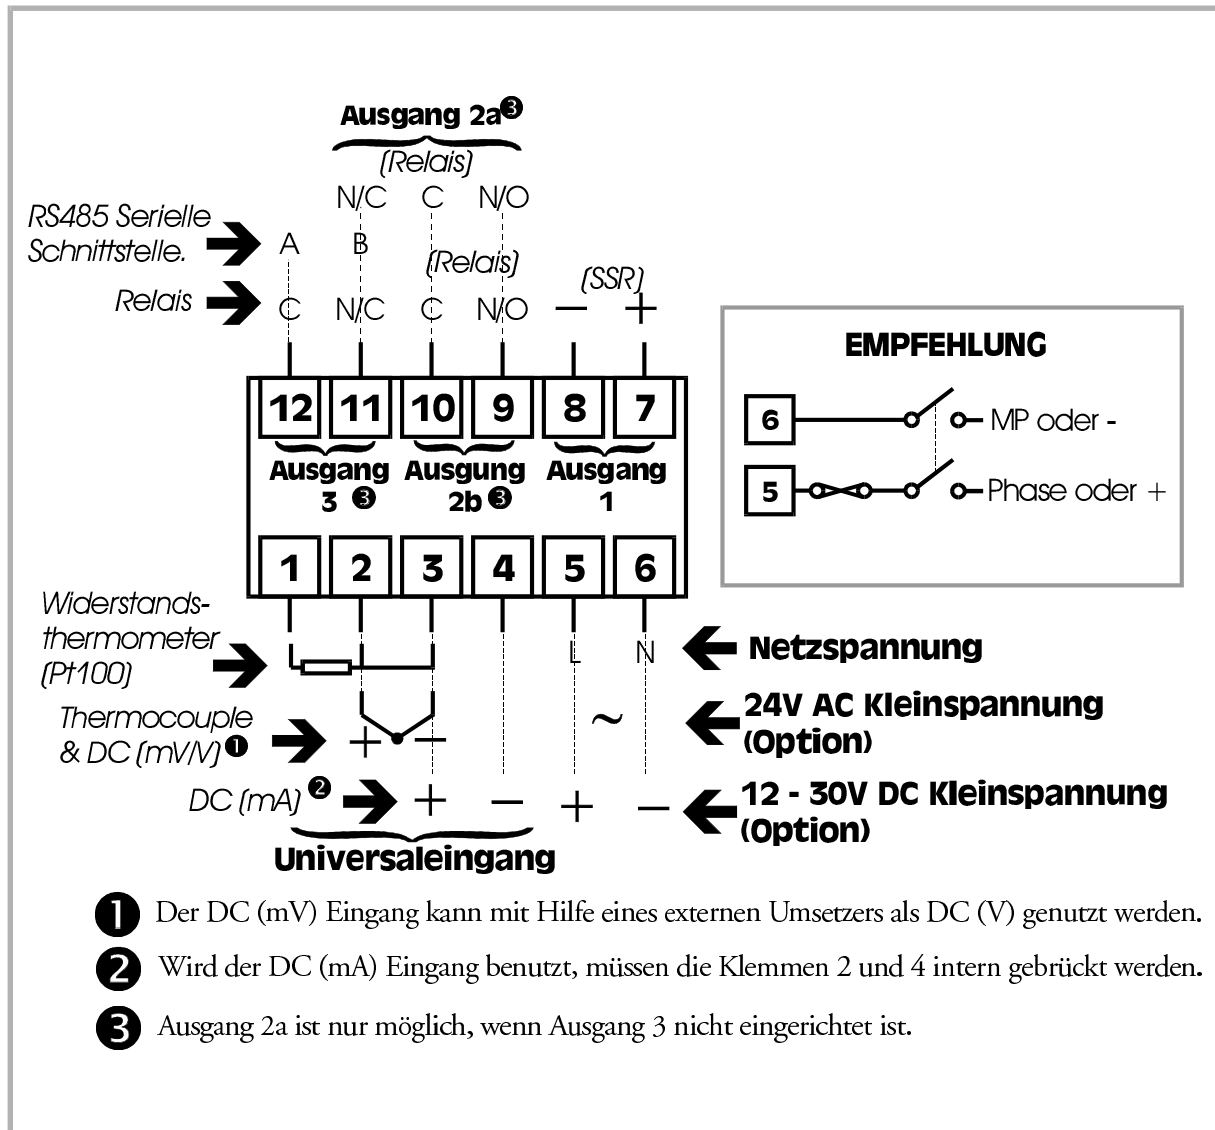 Ausgang 2a❸
(Relais)
N/C C N/O
RS485 Serielle
Schnittstelle.
A B
(Relais)
(SSR)
Relais
C N/C C N/O − +
12 11 10 9 8 7
Ausgang
3 ❸
Ausgung
2b ❸
Ausgang
1
1 2 3 4 5 6
EMPFEHLUNG
6 MP oder -
5 Phase oder +
Widerstands-
thermometer
(Pt100)
L N
Netzspannung
Thermocouple
& DC (mV/V) ❶
+ −
~
24V AC Kleinspannung
(Option)
DC (mA) ❷
+ − + −
12 - 30V DC Kleinspannung
(Option)
Universaleingang
❶ Der DC (mV) Eingang kann mit Hilfe eines externen Umsetzers als DC (V) genutzt werden.
❷ Wird der DC (mA) Eingang benutzt, müssen die Klemmen 2 und 4 intern gebrückt werden.
❸ Ausgang 2a ist nur möglich, wenn Ausgang 3 nicht eingerichtet ist.